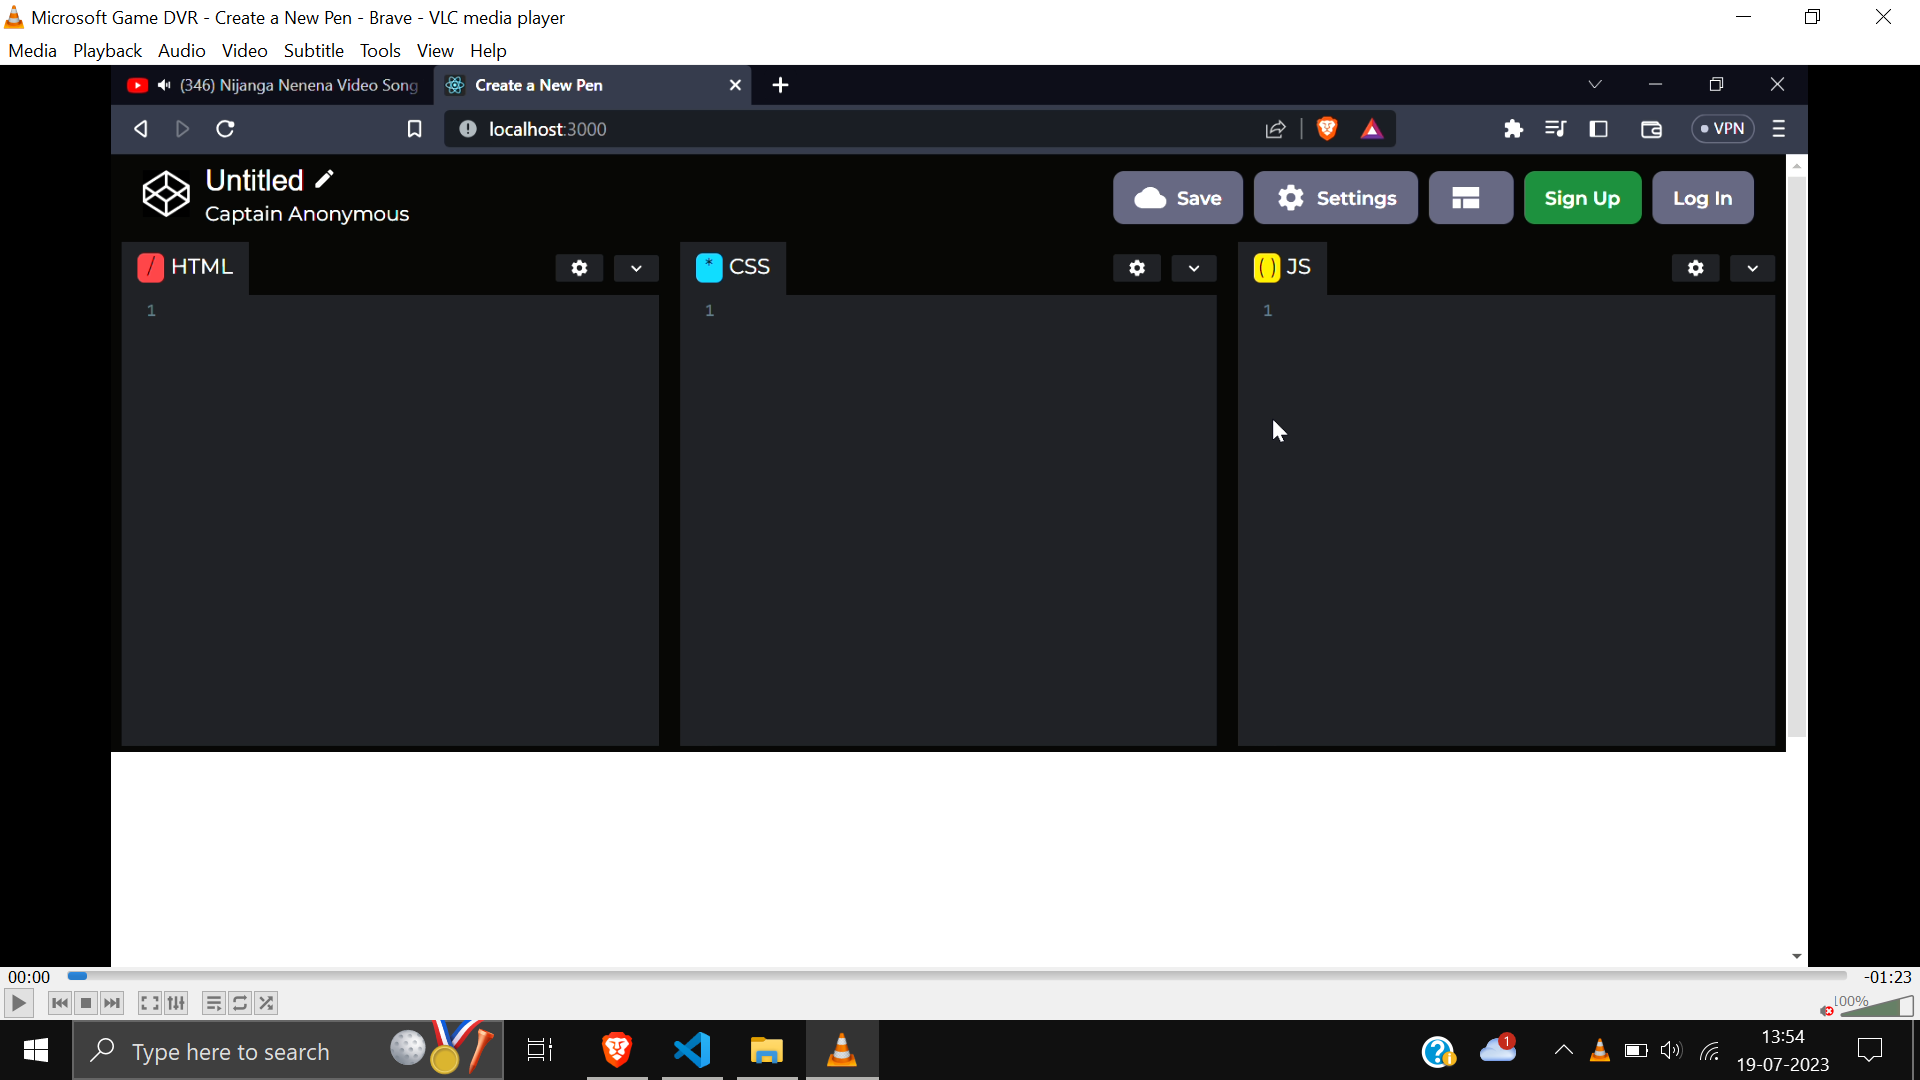 Microsoft Game DVR - Create a New Pen - Brave - VLC media player
Media Playback Audio Video Subtitle Tools View Help
(346) Nijanga Nenena Video Song
Create a New Pen
localhost:3000
VPN
Untitled
Captain Anonymous
Save
Settings
Sign Up
Log In
/ HTML
* CSS
( ) JS
1
1
1
00:00
-01:23
100%
Type here to search
1
13:54
19-07-2023